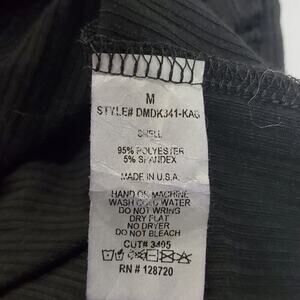 M
STYLE# DMDK341-KAG
SHELL
95% POLYESTER
5% SPANDEX
MADE IN U.S.A.
HAND OR MACHINE
WASH COLD WATER
DO NOT WRING
DRY FLAT
NO DRYER
DO NOT BLEACH
CUT# 3495
RN # 128720